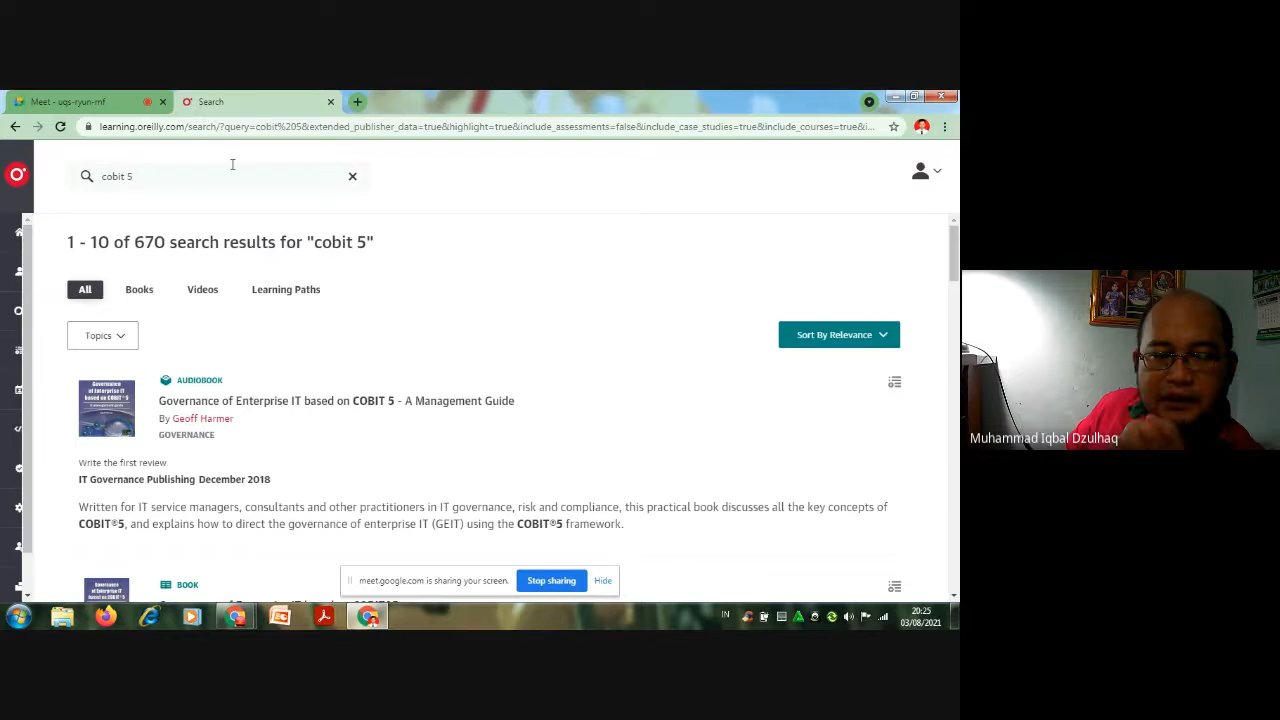 Meet - uqs-ryun-mnf
Search
learning.oreilly.com/search/?query=cobit%205&extended_publisher_data=true&highlight=true&include_assessments=false&include_case_studies=true&include_courses=true&i...
cobit 5
1 - 10 of 670 search results for "cobit 5"
All
Books
Videos
Learning Paths
Topics
Sort By Relevance
AUDIOBOOK
Governance of Enterprise IT based on COBIT 5 - A Management Guide
By Geoff Harmer
GOVERNANCE
Write the first review
IT Governance Publishing December 2018
Written for IT service managers, consultants and other practitioners in IT governance, risk and compliance, this practical book discusses all the key concepts of
COBIT®5, and explains how to direct the governance of enterprise IT (GEIT) using the COBIT®5 framework.
BOOK
meet.google.com is sharing your screen.
Stop sharing
Hide
IN
20:25
03/08/2021
Muhammad Iqbal Dzulhaq